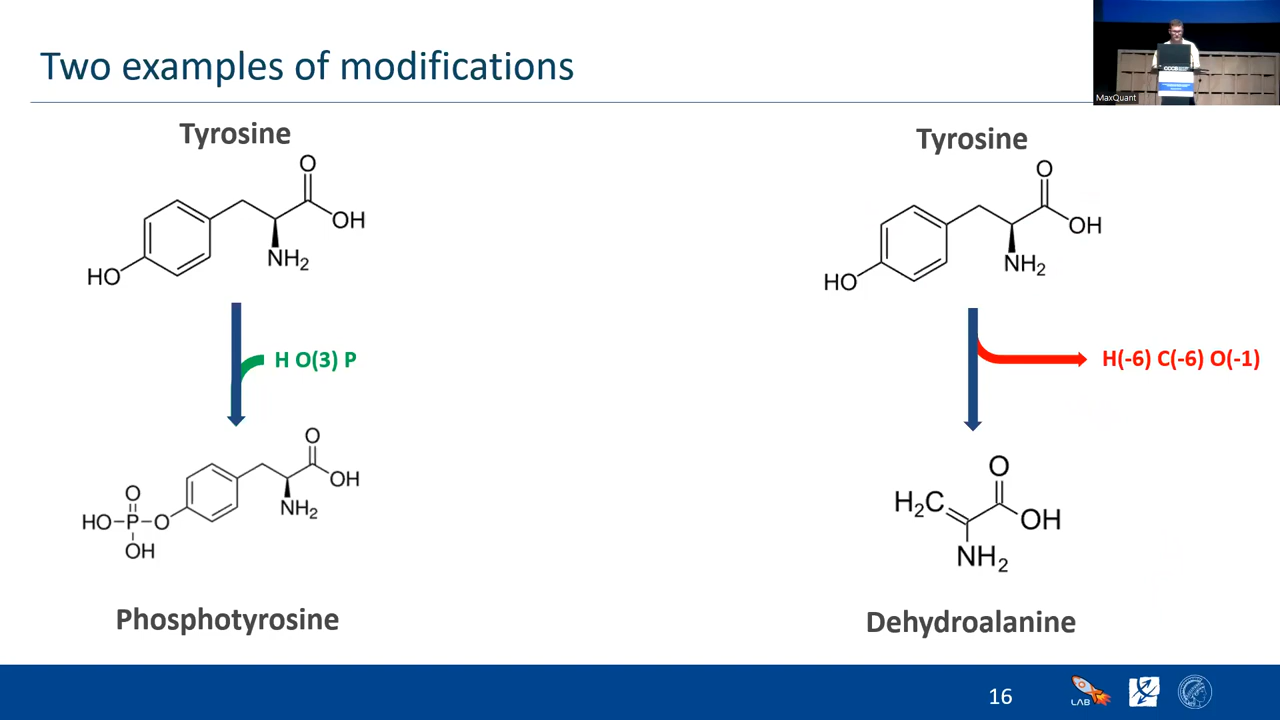 Two examples of modifications
MaxQuant
Tyrosine
O
OH
NH2
HO
H O(3) P
O
OH
NH2
O
HO
P
O
OH
Phosphotyrosine
Tyrosine
O
OH
NH2
HO
H(-6) C(-6) O(-1)
O
H2C
OH
NH2
Dehydroalanine
16
LAB